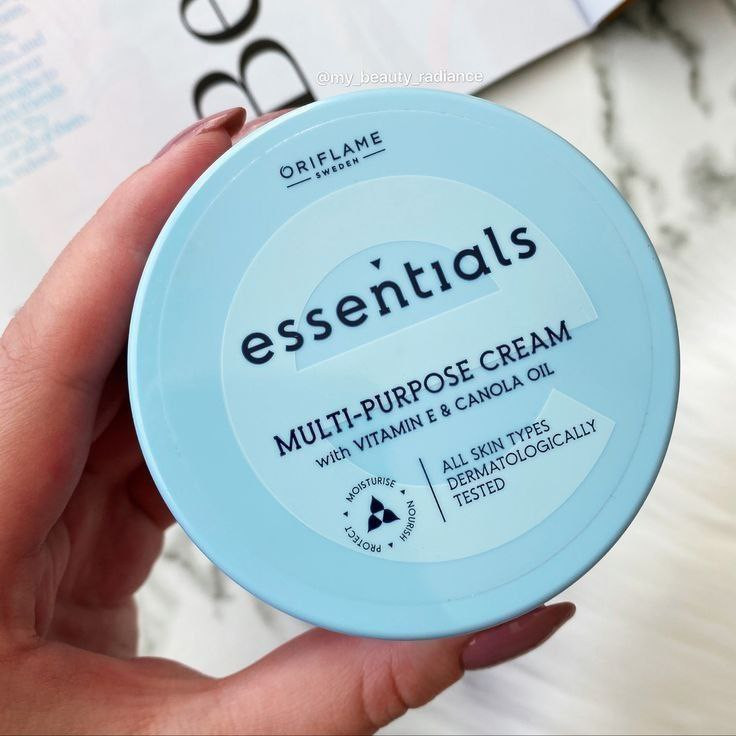 Be
@my_beauty_radiance
ORIFLAME
SWEDEN
essentials
MULTI-PURPOSE CREAM
with VITAMIN E & CANOLA OIL
MOISTURISE
NOURISH
PROTECT
ALL SKIN TYPES
DERMATOLOGICALLY
TESTED